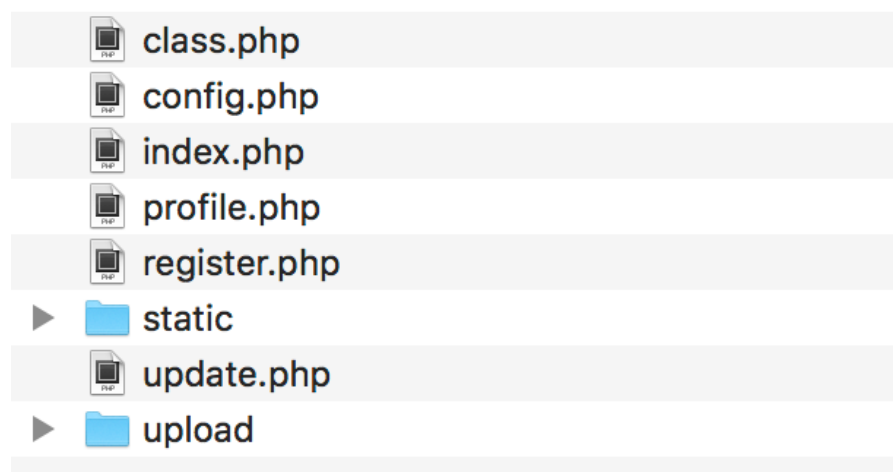 class.php
config.php
index.php
profile.php
register.php
static
update.php
upload